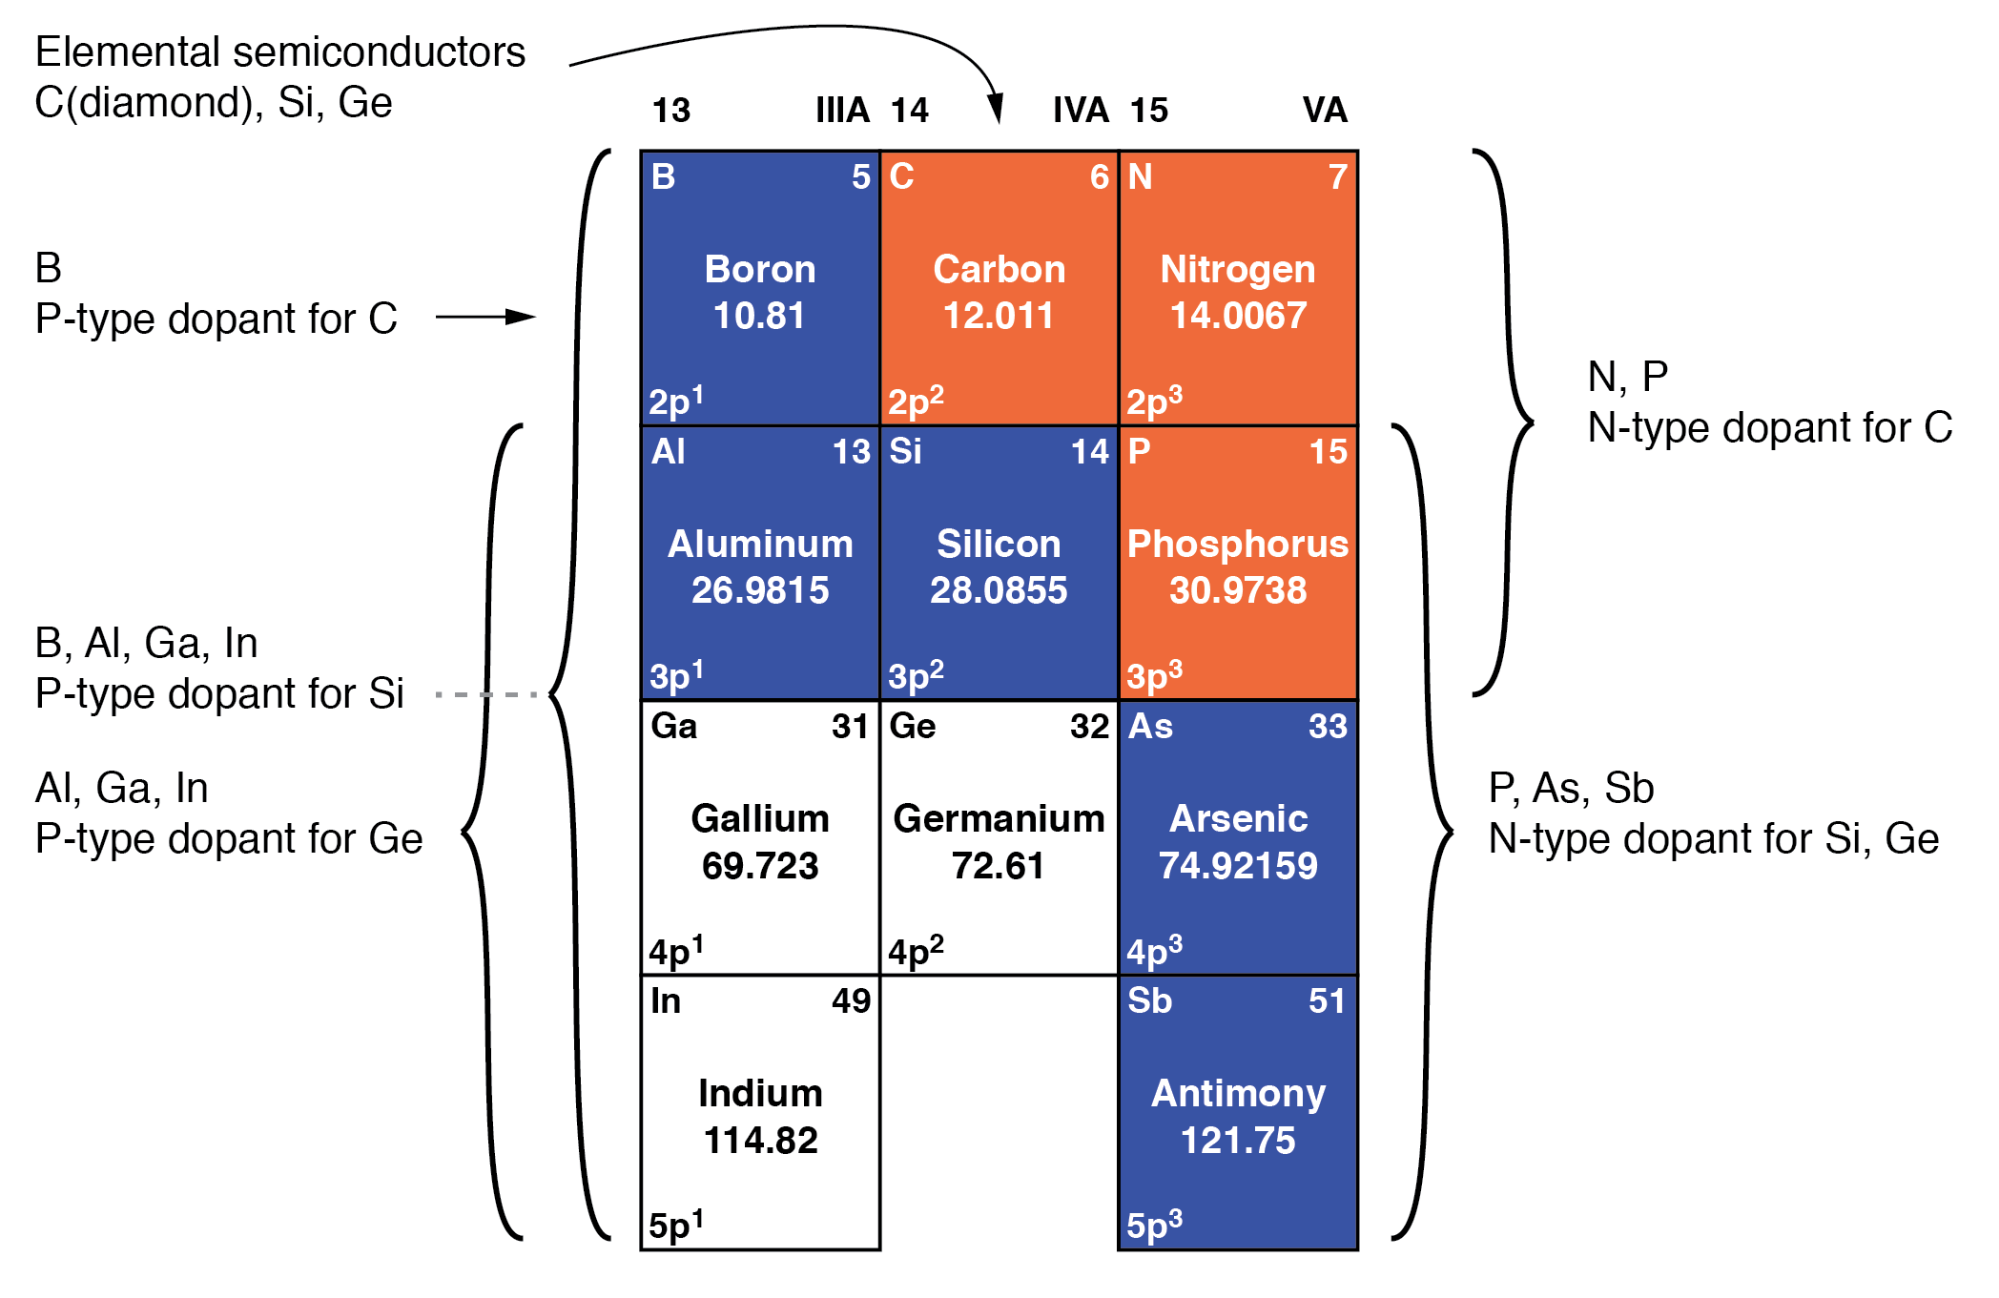 Elemental semiconductors
C(diamond), Si, Ge
13 IIIA 14 IVA 15 VA
B 5 C 6 N 7
Boron Carbon Nitrogen
10.81 12.011 14.0067
2p¹ 2p² 2p³
B
P-type dopant for C
N, P
N-type dopant for C
Al 13 Si 14 P 15
Aluminum Silicon Phosphorus
26.9815 28.0855 30.9738
3p¹ 3p² 3p³
B, Al, Ga, In
P-type dopant for Si
Ga 31 Ge 32 As 33
Gallium Germanium Arsenic
69.723 72.61 74.92159
4p¹ 4p² 4p³
Al, Ga, In
P-type dopant for Ge
P, As, Sb
N-type dopant for Si, Ge
In 49 Sb 51
Indium Antimony
114.82 121.75
5p¹ 5p³